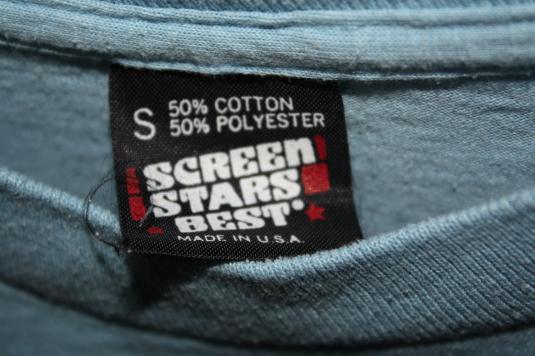 S 50% COTTON
50% POLYESTER
SCREEN
STARS
BEST®
MADE IN U.S.A.